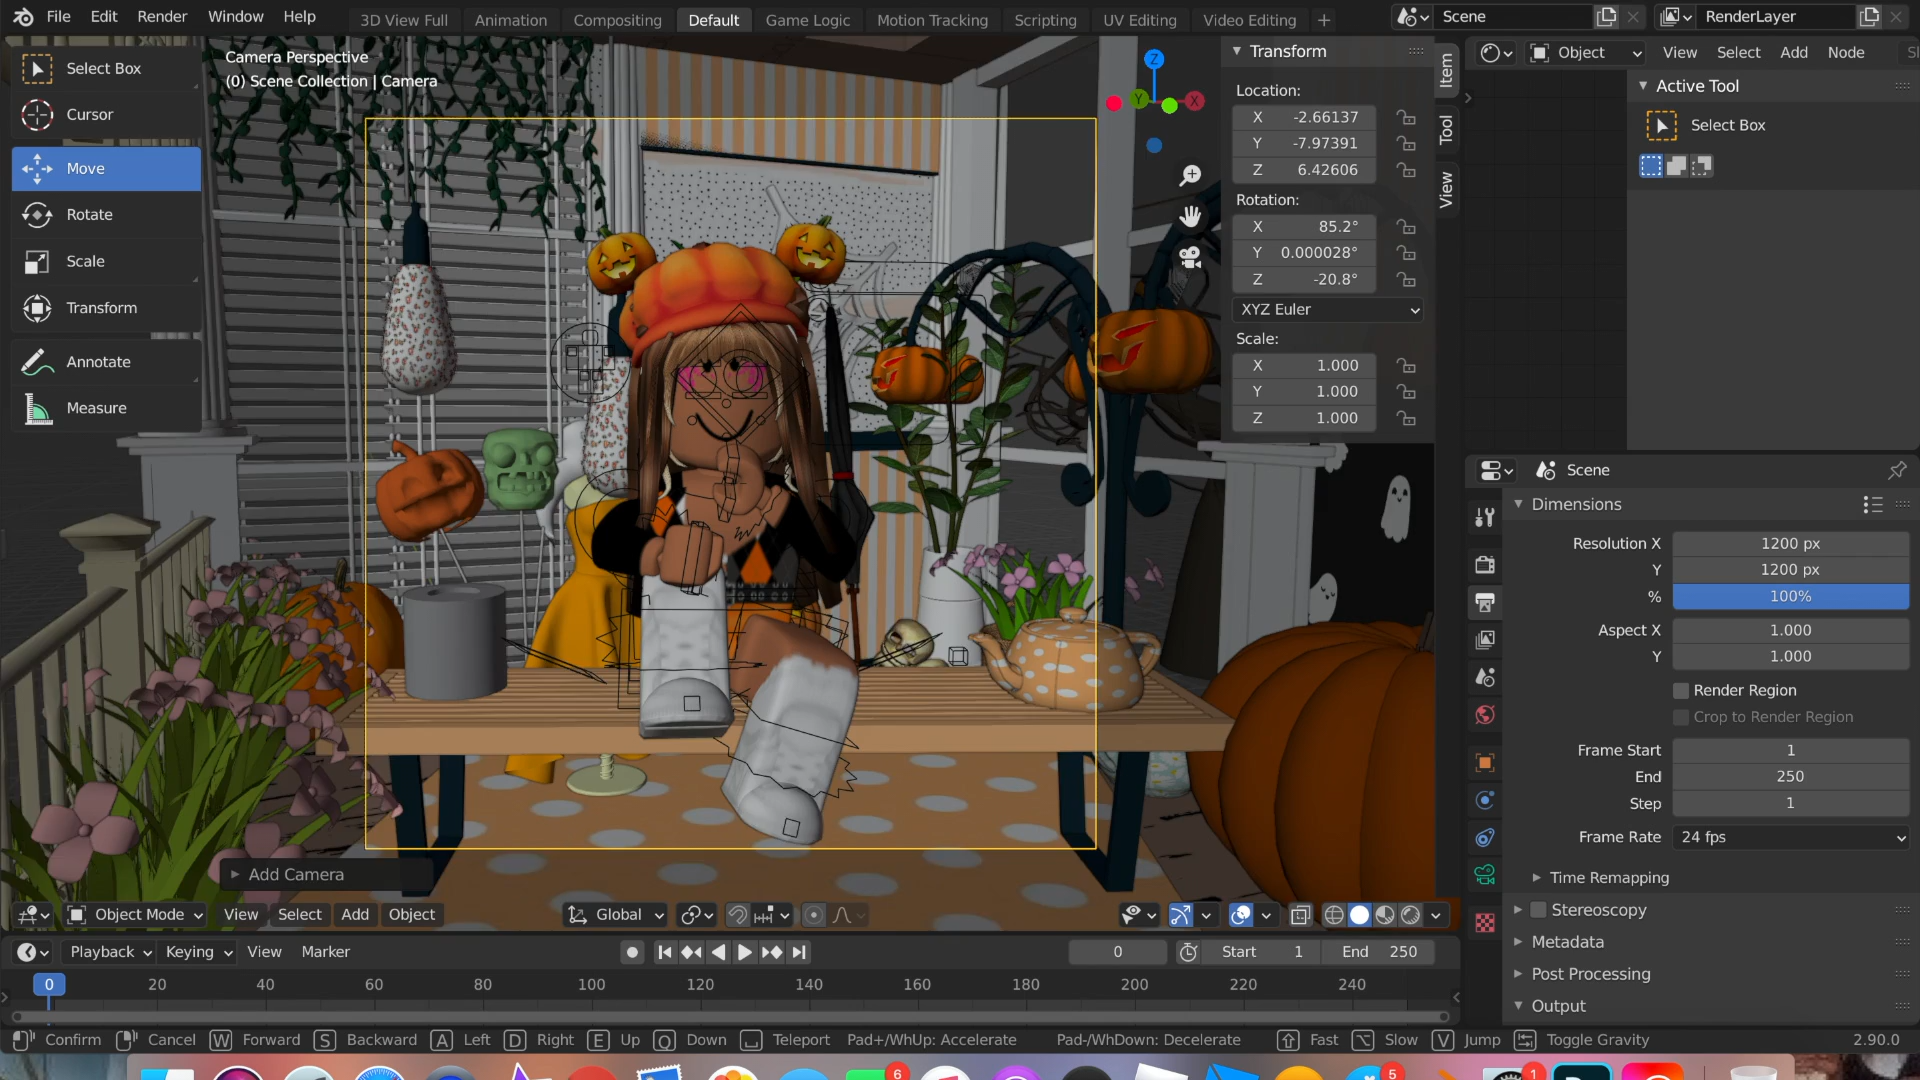 File Edit Render Window Help
3D View Full Animation Compositing Default Game Logic Motion Tracking Scripting UV Editing Video Editing +
Scene
RenderLayer
Select Box
Cursor
Move
Rotate
Scale
Transform
Annotate
Measure
Camera Perspective
(0) Scene Collection | Camera
Z
Y
X
Transform
Location:
X -2.66137
Y -7.97391
Z 6.42606
Rotation:
X 85.2°
Y 0.000028°
Z -20.8°
XYZ Euler
Scale:
X 1.000
Y 1.000
Z 1.000
Item
Tool
View
Object View Select Add Node
Active Tool
Select Box
Scene
Dimensions
Resolution X 1200 px
Y 1200 px
% 100%
Aspect X 1.000
Y 1.000
Render Region
Crop to Render Region
Frame Start 1
End 250
Step 1
Frame Rate 24 fps
Time Remapping
Stereoscopy
Metadata
Post Processing
Output
Add Camera
Object Mode View Select Add Object Global
Playback Keying View Marker 0 Start 1 End 250
0 20 40 60 80 100 120 140 160 180 200 220 240
Confirm Cancel W Forward S Backward A Left D Right E Up Q Down Teleport Pad+/WhUp: Accelerate Pad-/WhDown: Decelerate Fast Slow V Jump Toggle Gravity 2.90.0
6 5 1